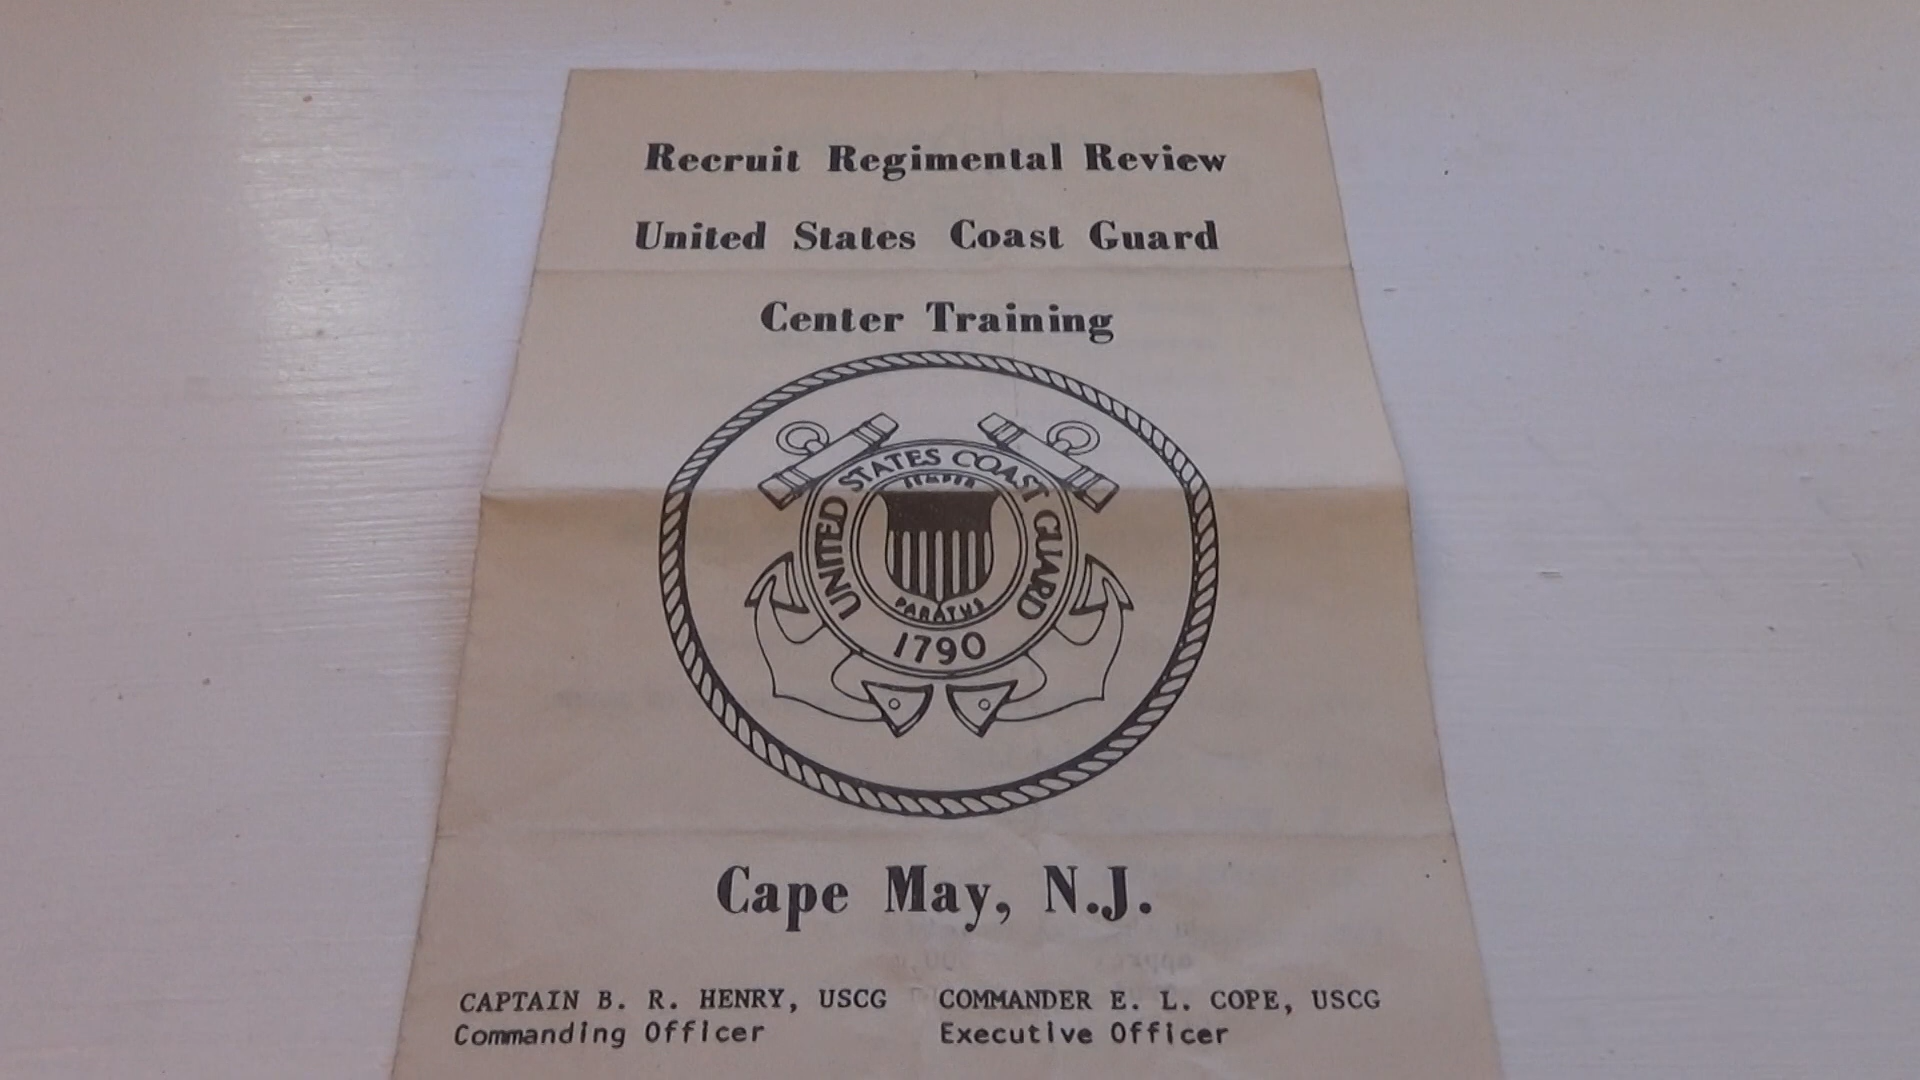 Recruit Regimental Review
United States Coast Guard
Center Training
UNITED STATES COAST GUARD
SEMPER
PARATUS
1790
Cape May, N.J.
CAPTAIN B. R. HENRY, USCG COMMANDER E. L. COPE, USCG
Commanding Officer Executive Officer